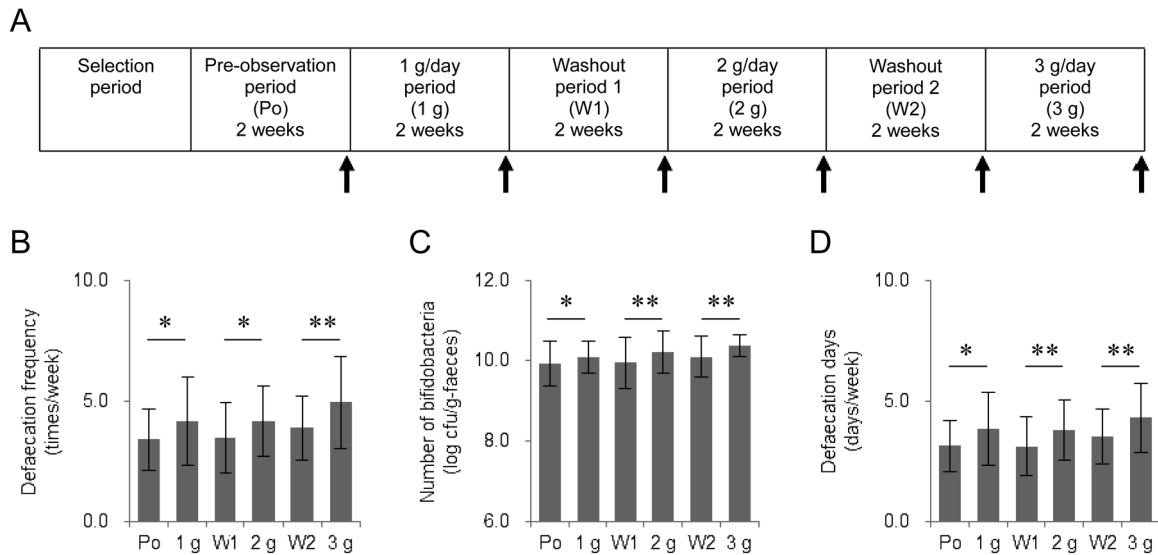 A
Selection
period
Pre-observation
period
(Po)
2 weeks
1 g/day
period
(1 g)
2 weeks
Washout
period 1
(W1)
2 weeks
2 g/day
period
(2 g)
2 weeks
Washout
period 2
(W2)
2 weeks
3 g/day
period
(3 g)
2 weeks
B
Defaecation frequency
(times/week)
10.0
5.0
0.0
* * **
Po 1 g W1 2 g W2 3 g
C
Number of bifidobacteria
(log cfu/g-faeces)
12.0
10.0
8.0
6.0
* ** **
Po 1 g W1 2 g W2 3 g
D
Defaecation days
(days/week)
10.0
5.0
0.0
* ** **
Po 1 g W1 2 g W2 3 g